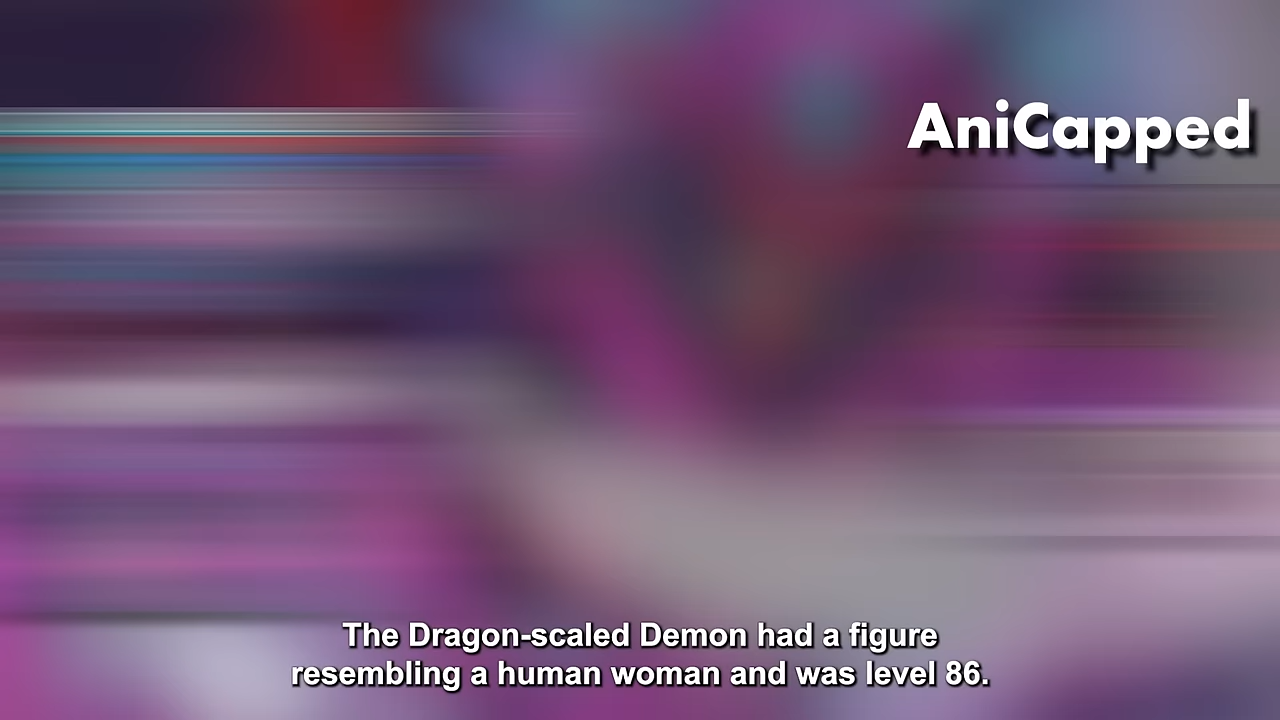 AniCapped
The Dragon-scaled Demon had a figure
resembling a human woman and was level 86.